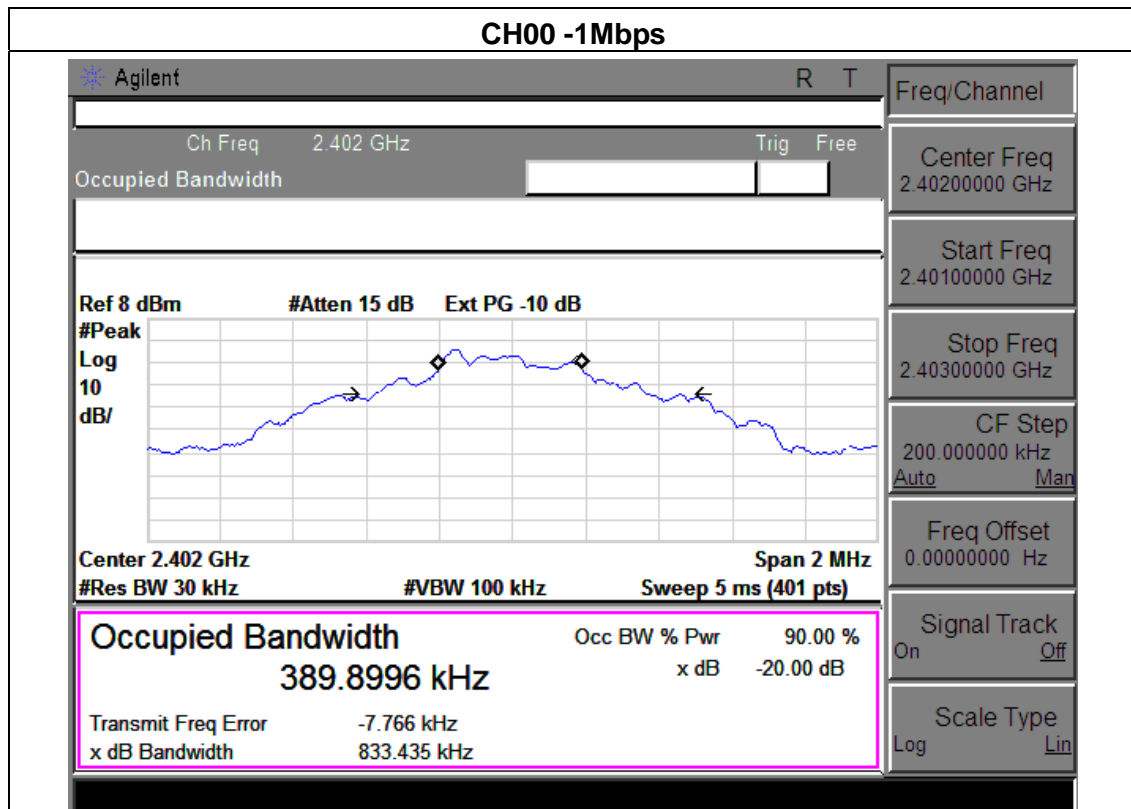 CH00 -1Mbps
Agilent
R T
Freq/Channel
Ch Freq 2.402 GHz
Trig Free
Occupied Bandwidth
Center Freq
2.40200000 GHz
Start Freq
2.40100000 GHz
Ref 8 dBm #Atten 15 dB Ext PG -10 dB
#Peak
Log
10
dB/
Stop Freq
2.40300000 GHz
CF Step
200.000000 kHz
Auto Man
Center 2.402 GHz Span 2 MHz
#Res BW 30 kHz #VBW 100 kHz Sweep 5 ms (401 pts)
Freq Offset
0.00000000 Hz
Occupied Bandwidth
389.8996 kHz
Occ BW % Pwr 90.00 %
x dB -20.00 dB
Transmit Freq Error -7.766 kHz
x dB Bandwidth 833.435 kHz
Signal Track
On Off
Scale Type
Log Lin